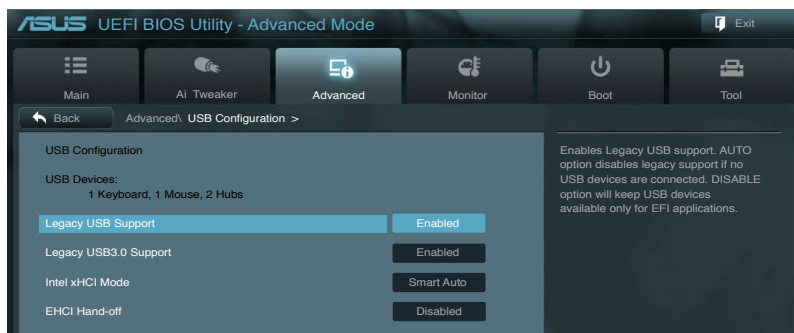 ASUS UEFI BIOS Utility - Advanced Mode
Exit
Main
Ai Tweaker
Advanced
Monitor
Boot
Tool
Back
Advanced\ USB Configuration >
USB Configuration
USB Devices:
1 Keyboard, 1 Mouse, 2 Hubs
Legacy USB Support Enabled
Legacy USB3.0 Support Enabled
Intel xHCI Mode Smart Auto
EHCI Hand-off Disabled
Enables Legacy USB support. AUTO
option disables legacy support if no
USB devices are connected. DISABLE
option will keep USB devices
available only for EFI applications.